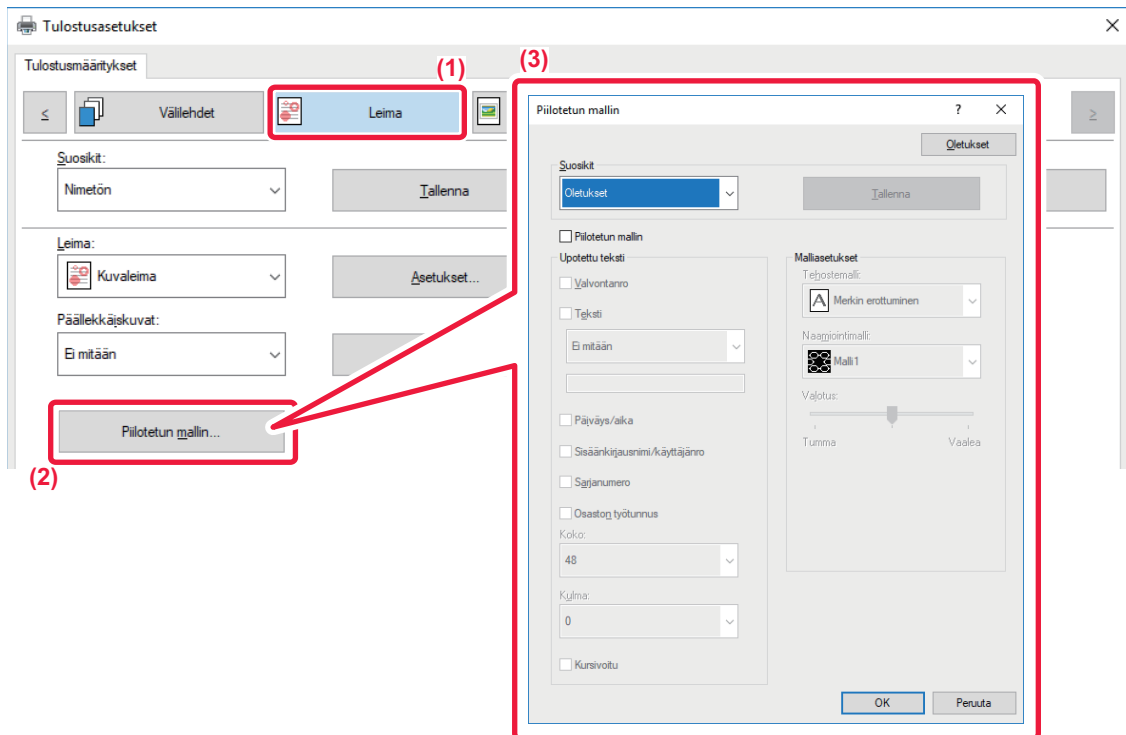 Tulostusasetukset
Tulostusmääritykset
(1)
(3)
≤
Välilehdet
Leima
≥
Suosikit:
Nimetön
Tallenna
Leima:
Kuvaleima
Asetukset...
Päällekkäiskuvat:
Ei mitään
Piilotetun mallin...
(2)
Piilotetun mallin
?
Oletukset
Suosikit
Oletukset
Tallenna
Piilotetun mallin
Upotettu teksti
Valvontanro
Teksti
Ei mitään
Päiväys/aika
Sisäänkirjausnimi/käyttäjänro
Sarjanumero
Osaston työtunnus
Koko:
48
Kulma:
0
Kursivoitu
Malliasetukset
Tehostemalli:
A Merkin erottuminen
Naamiointimalli:
Malli1
Valotus:
Tumma Vaalea
OK Peruuta